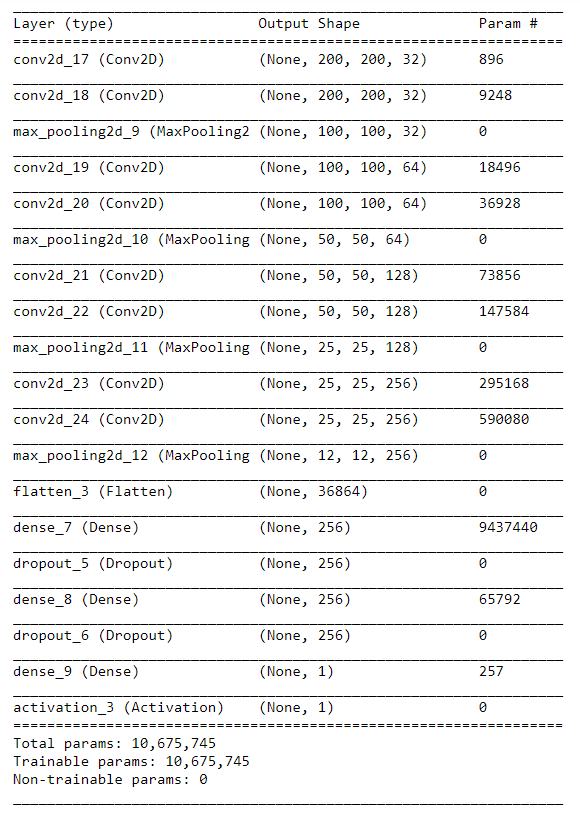 Layer (type) Output Shape Param #
conv2d_17 (Conv2D) (None, 200, 200, 32) 896
conv2d_18 (Conv2D) (None, 200, 200, 32) 9248
max_pooling2d_9 (MaxPooling2 (None, 100, 100, 32) 0
conv2d_19 (Conv2D) (None, 100, 100, 64) 18496
conv2d_20 (Conv2D) (None, 100, 100, 64) 36928
max_pooling2d_10 (MaxPooling (None, 50, 50, 64) 0
conv2d_21 (Conv2D) (None, 50, 50, 128) 73856
conv2d_22 (Conv2D) (None, 50, 50, 128) 147584
max_pooling2d_11 (MaxPooling (None, 25, 25, 128) 0
conv2d_23 (Conv2D) (None, 25, 25, 256) 295168
conv2d_24 (Conv2D) (None, 25, 25, 256) 590080
max_pooling2d_12 (MaxPooling (None, 12, 12, 256) 0
flatten_3 (Flatten) (None, 36864) 0
dense_7 (Dense) (None, 256) 9437440
dropout_5 (Dropout) (None, 256) 0
dense_8 (Dense) (None, 256) 65792
dropout_6 (Dropout) (None, 256) 0
dense_9 (Dense) (None, 1) 257
activation_3 (Activation) (None, 1) 0
Total params: 10,675,745
Trainable params: 10,675,745
Non-trainable params: 0